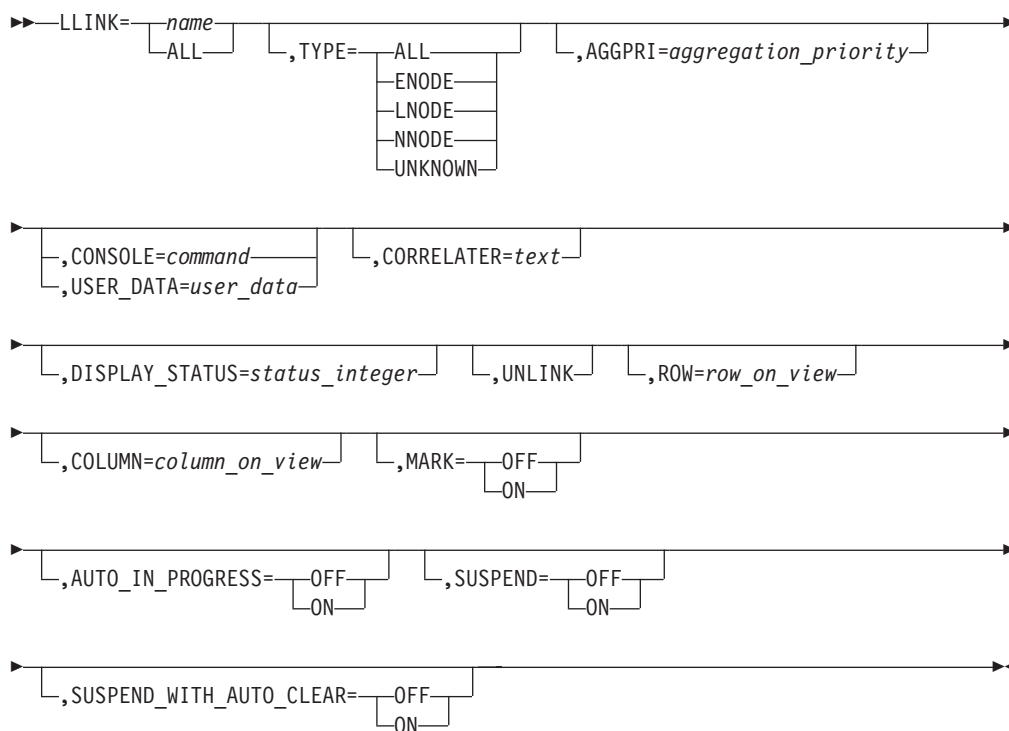 LLINK= name ,TYPE= ALL ,AGGPRI=aggregation_priority
ALL ENODE
LNODE
NNODE
UNKNOWN
,CONSOLE=command ,CORRELATER=text
,USER_DATA=user_data
,DISPLAY_STATUS=status_integer ,UNLINK ,ROW=row_on_view
,COLUMN=column_on_view ,MARK= OFF
ON
,AUTO_IN_PROGRESS= OFF ,SUSPEND= OFF
ON ON
,SUSPEND_WITH_AUTO_CLEAR= OFF
ON